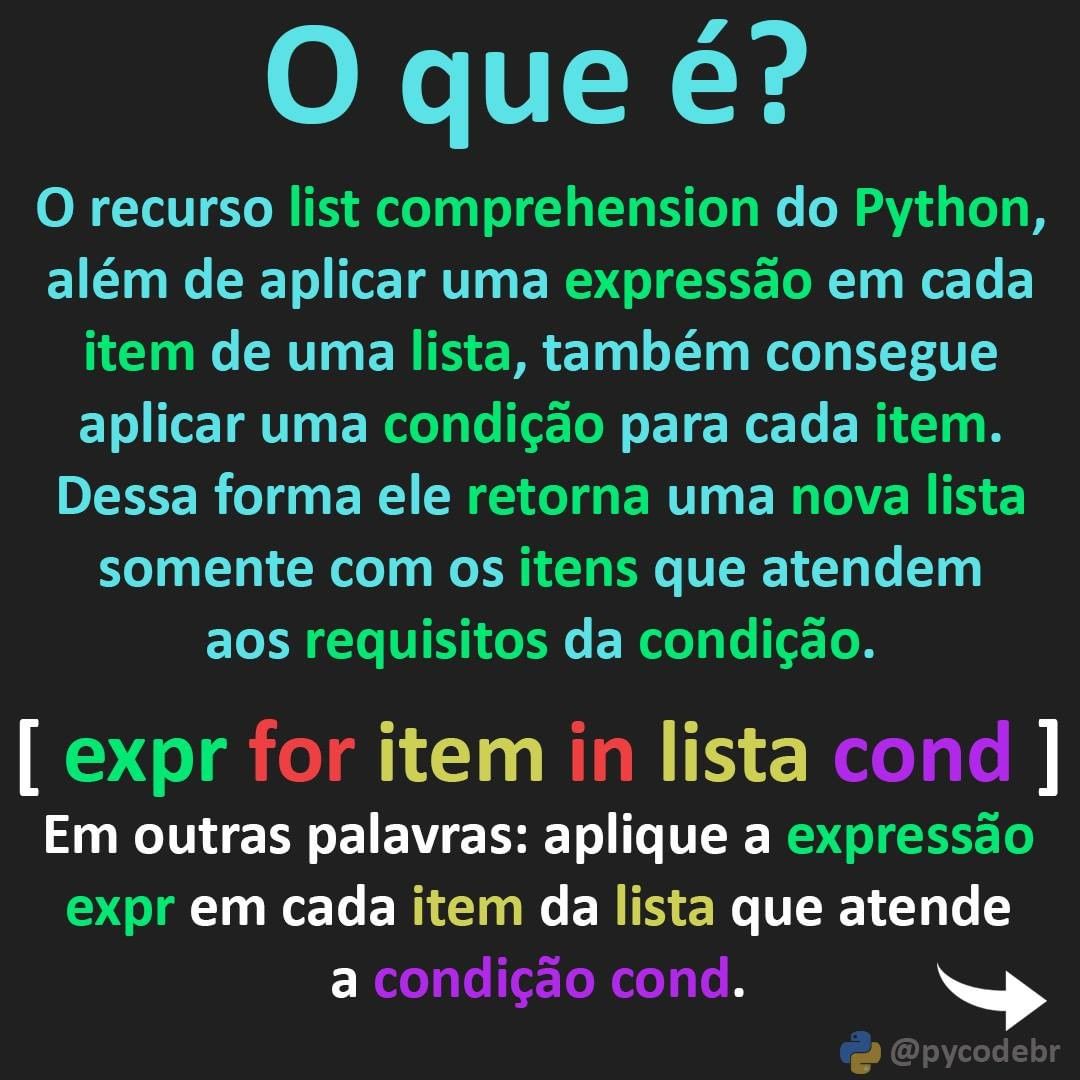 O que é?
O recurso list comprehension do Python,
além de aplicar uma expressão em cada
item de uma lista, também consegue
aplicar uma condição para cada item.
Dessa forma ele retorna uma nova lista
somente com os itens que atendem
aos requisitos da condição.
[ expr for item in lista cond ]
Em outras palavras: aplique a expressão
expr em cada item da lista que atende
a condição cond.
@pycodebr